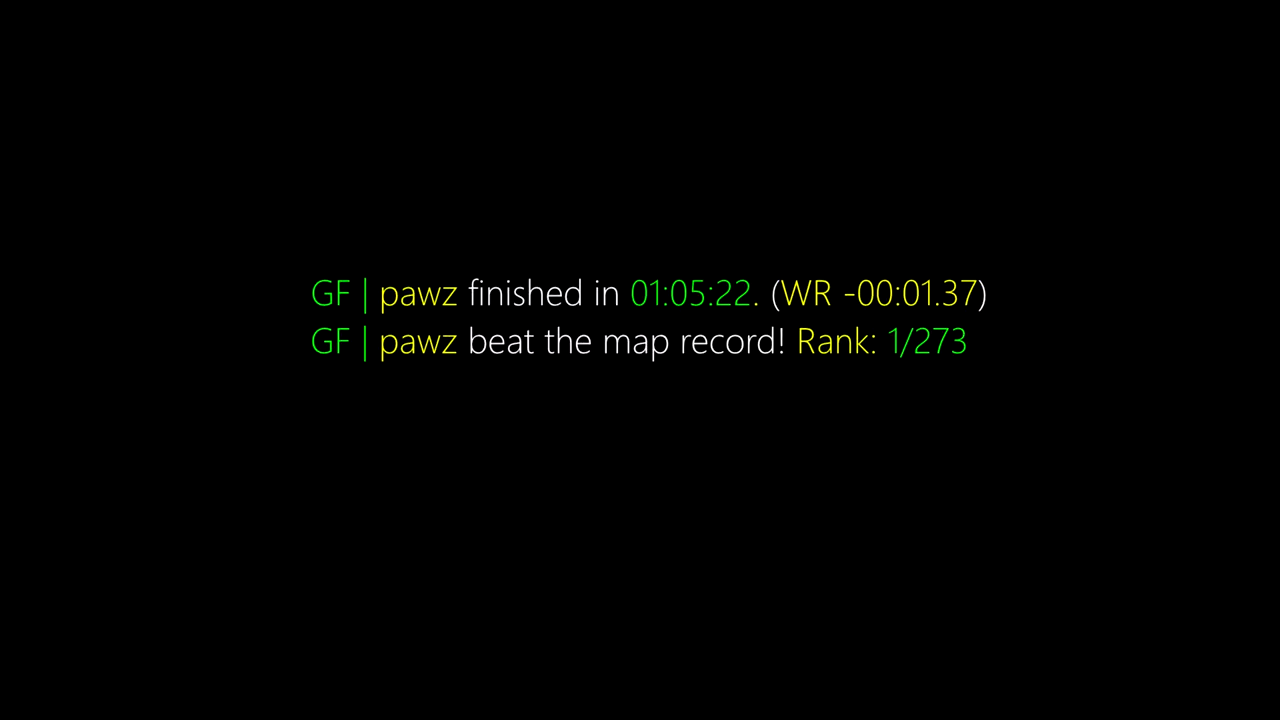 GF | pawz finished in 01:05:22. (WR -00:01.37)
GF | pawz beat the map record! Rank: 1/273